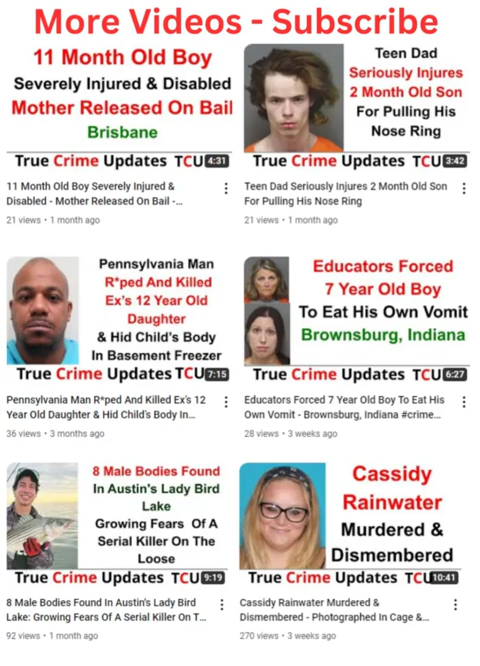 More Videos - Subscribe
11 Month Old Boy
Severely Injured & Disabled
Mother Released On Bail
Brisbane
True Crime Updates TCU 4:31
11 Month Old Boy Severely Injured &
Disabled - Mother Released On Bail -...
21 views • 1 month ago
Teen Dad
Seriously Injures
2 Month Old Son
For Pulling His
Nose Ring
True Crime Updates TCU 3:42
Teen Dad Seriously Injures 2 Month Old Son
For Pulling His Nose Ring
21 views • 1 month ago
Pennsylvania Man
R*ped And Killed
Ex's 12 Year Old
Daughter
& Hid Child's Body
In Basement Freezer
True Crime Updates TCU 7:15
Pennsylvania Man R*ped And Killed Ex's 12
Year Old Daughter & Hid Child's Body In...
36 views • 3 months ago
Educators Forced
7 Year Old Boy
To Eat His Own Vomit
Brownsburg, Indiana
True Crime Updates TCU 6:27
Educators Forced 7 Year Old Boy To Eat His
Own Vomit - Brownsburg, Indiana #crime...
28 views • 3 weeks ago
8 Male Bodies Found
In Austin's Lady Bird
Lake
Growing Fears Of A
Serial Killer On The
Loose
True Crime Updates TCU 9:19
8 Male Bodies Found In Austin's Lady Bird
Lake: Growing Fears Of A Serial Killer On T...
92 views • 1 month ago
Cassidy
Rainwater
Murdered &
Dismembered
True Crime Updates TCU 10:41
Cassidy Rainwater Murdered &
Dismembered - Photographed In Cage &...
270 views • 3 weeks ago